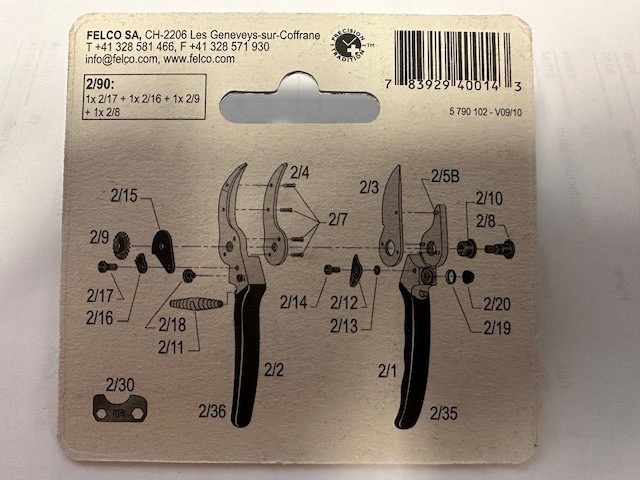 FELCO SA, CH-2206 Les Geneveys-sur-Coffrane
T +41 328 581 466, F +41 328 571 930
info@felco.com, www.felco.com
PRECISION
TRADITION
TM
7 83929 40014 3
5 790 102 - V09/10
2/90:
1x 2/17 + 1x 2/16 + 1x 2/9
+ 1x 2/8
2/4
2/3
2/5B
2/15
2/10
2/7
2/8
2/9
2/17
2/16
2/18
2/11
2/14
2/12
2/13
2/20
2/19
2/2
2/1
2/30
2/36
2/35